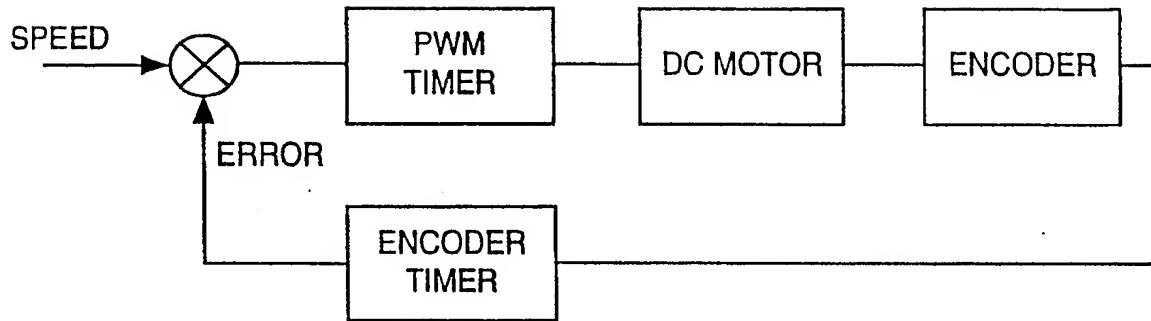 SPEED
PWM
TIMER
DC MOTOR
ENCODER
ERROR
ENCODER
TIMER